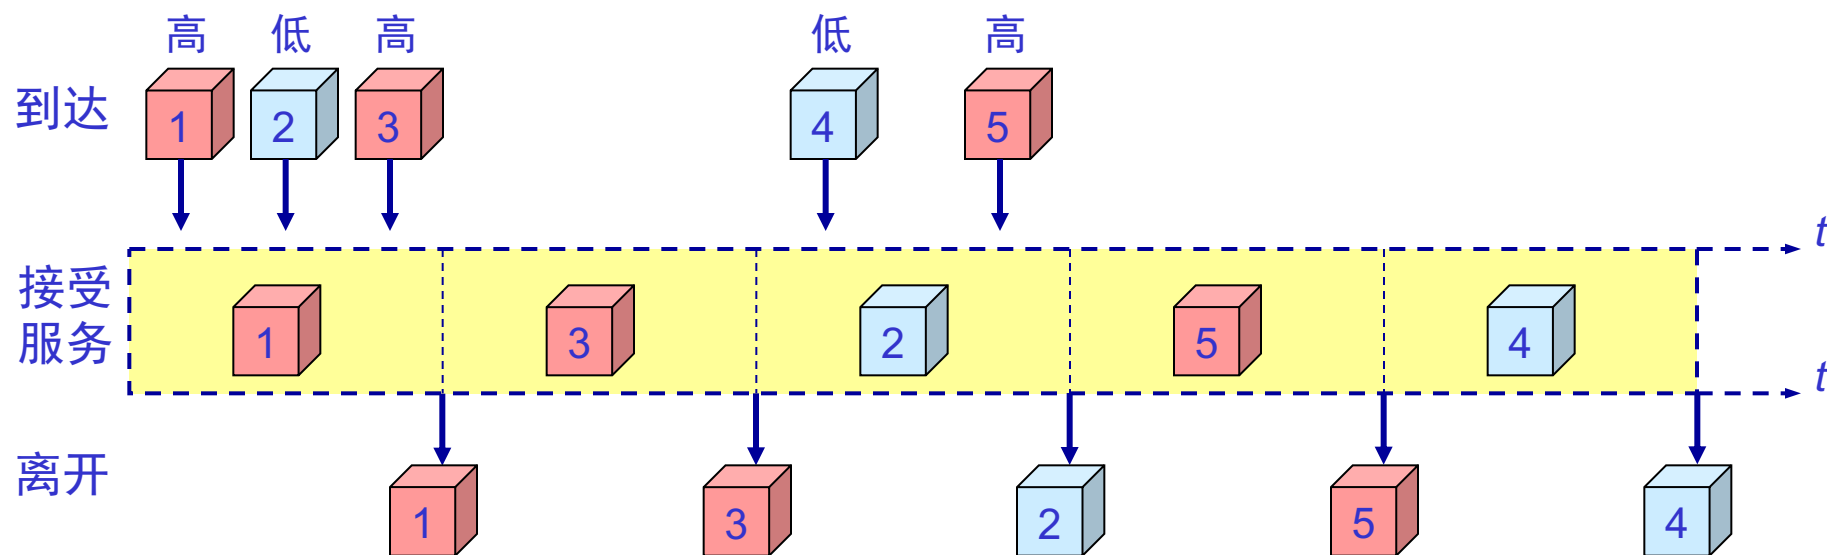 高 低 高 低 高
到达 1 2 3 4 5
t
接受
服务 1 3 2 5 4
t
离开 1 3 2 5 4